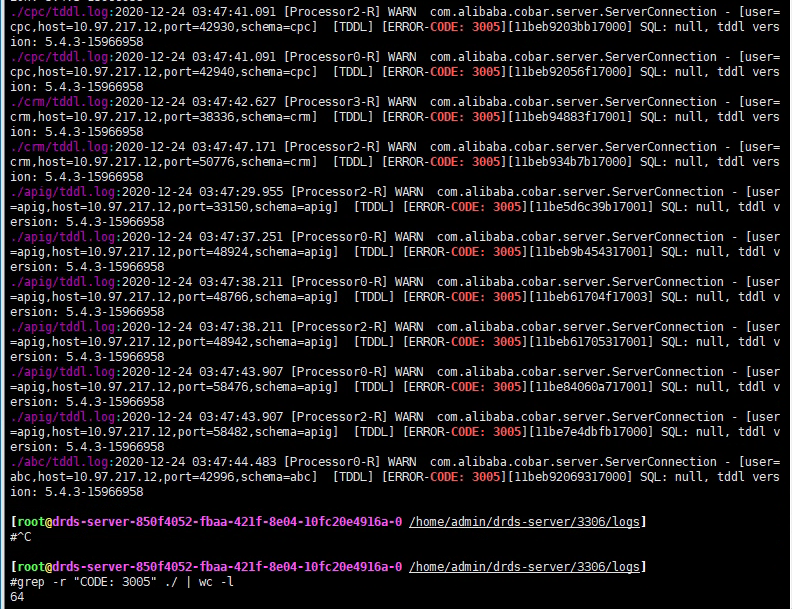 ./cpc/tddl.log:2020-12-24 03:47:41.091 [Processor2-R] WARN  com.alibaba.cobar.server.ServerConnection - [user=
cpc,host=10.97.217.12,port=42930,schema=cpc]  [TDDL] [ERROR-CODE: 3005][11beb9203bb17000] SQL: null, tddl vers
ion: 5.4.3-15966958
./cpc/tddl.log:2020-12-24 03:47:41.091 [Processor0-R] WARN  com.alibaba.cobar.server.ServerConnection - [user=
cpc,host=10.97.217.12,port=42940,schema=cpc]  [TDDL] [ERROR-CODE: 3005][11beb92056f17000] SQL: null, tddl vers
ion: 5.4.3-15966958
./crm/tddl.log:2020-12-24 03:47:42.627 [Processor3-R] WARN  com.alibaba.cobar.server.ServerConnection - [user=
crm,host=10.97.217.12,port=38336,schema=crm]  [TDDL] [ERROR-CODE: 3005][11beb94883f17001] SQL: null, tddl vers
ion: 5.4.3-15966958
./crm/tddl.log:2020-12-24 03:47:47.171 [Processor2-R] WARN  com.alibaba.cobar.server.ServerConnection - [user=
crm,host=10.97.217.12,port=50776,schema=crm]  [TDDL] [ERROR-CODE: 3005][11beb934b7b17000] SQL: null, tddl vers
ion: 5.4.3-15966958
./apig/tddl.log:2020-12-24 03:47:29.955 [Processor2-R] WARN  com.alibaba.cobar.server.ServerConnection - [user
=apig,host=10.97.217.12,port=33150,schema=apig]  [TDDL] [ERROR-CODE: 3005][11be5d6c39b17001] SQL: null, tddl v
ersion: 5.4.3-15966958
./apig/tddl.log:2020-12-24 03:47:37.251 [Processor0-R] WARN  com.alibaba.cobar.server.ServerConnection - [user
=apig,host=10.97.217.12,port=48924,schema=apig]  [TDDL] [ERROR-CODE: 3005][11beb9b454317001] SQL: null, tddl v
ersion: 5.4.3-15966958
./apig/tddl.log:2020-12-24 03:47:38.211 [Processor0-R] WARN  com.alibaba.cobar.server.ServerConnection - [user
=apig,host=10.97.217.12,port=48766,schema=apig]  [TDDL] [ERROR-CODE: 3005][11beb61704f17003] SQL: null, tddl v
ersion: 5.4.3-15966958
./apig/tddl.log:2020-12-24 03:47:38.211 [Processor2-R] WARN  com.alibaba.cobar.server.ServerConnection - [user
=apig,host=10.97.217.12,port=48942,schema=apig]  [TDDL] [ERROR-CODE: 3005][11beb61705317001] SQL: null, tddl v
ersion: 5.4.3-15966958
./apig/tddl.log:2020-12-24 03:47:43.907 [Processor0-R] WARN  com.alibaba.cobar.server.ServerConnection - [user
=apig,host=10.97.217.12,port=58476,schema=apig]  [TDDL] [ERROR-CODE: 3005][11be84060a717001] SQL: null, tddl v
ersion: 5.4.3-15966958
./apig/tddl.log:2020-12-24 03:47:43.907 [Processor2-R] WARN  com.alibaba.cobar.server.ServerConnection - [user
=apig,host=10.97.217.12,port=58482,schema=apig]  [TDDL] [ERROR-CODE: 3005][11be7e4dbfb17000] SQL: null, tddl v
ersion: 5.4.3-15966958
./abc/tddl.log:2020-12-24 03:47:44.483 [Processor0-R] WARN  com.alibaba.cobar.server.ServerConnection - [user=
abc,host=10.97.217.12,port=42996,schema=abc]  [TDDL] [ERROR-CODE: 3005][11beb92069317000] SQL: null, tddl vers
ion: 5.4.3-15966958
[root@drds-server-850f4052-fbaa-421f-8e04-10fc20e4916a-0 /home/admin/drds-server/3306/logs]
#^C
[root@drds-server-850f4052-fbaa-421f-8e04-10fc20e4916a-0 /home/admin/drds-server/3306/logs]
#grep -r "CODE: 3005" ./ | wc -l
64